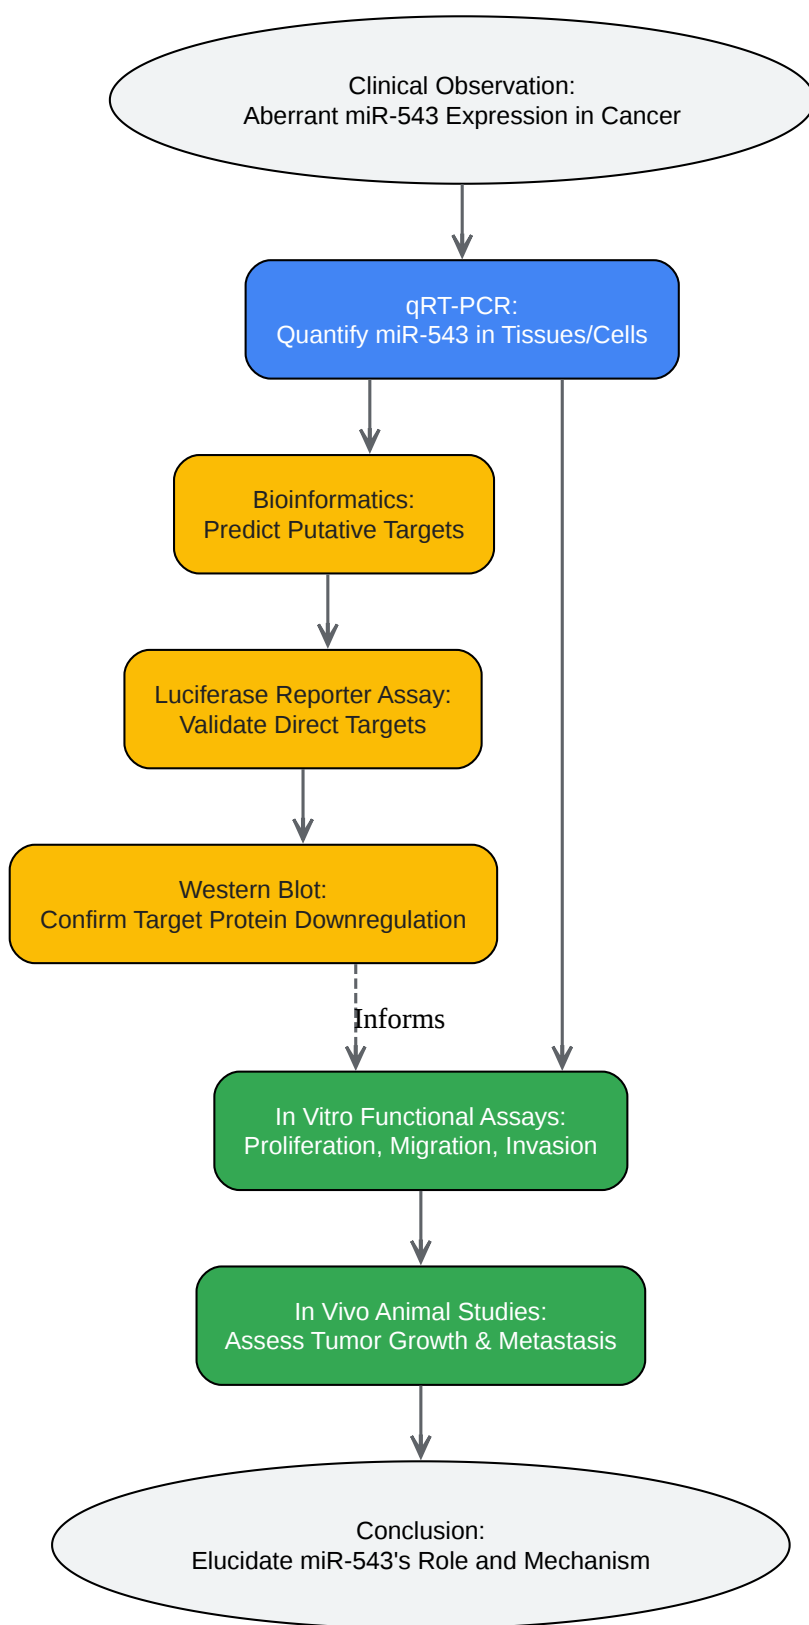 Clinical Observation:
Aberrant miR-543 Expression in Cancer
qRT-PCR:
Quantify miR-543 in Tissues/Cells
Bioinformatics:
Predict Putative Targets
Luciferase Reporter Assay:
Validate Direct Targets
Western Blot:
Confirm Target Protein Downregulation
Informs
In Vitro Functional Assays:
Proliferation, Migration, Invasion
In Vivo Animal Studies:
Assess Tumor Growth & Metastasis
Conclusion:
Elucidate miR-543's Role and Mechanism